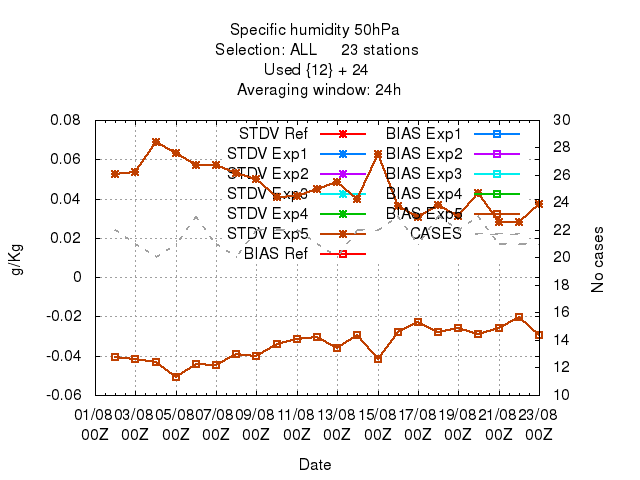 Specific humidity 50hPa
Selection: ALL 23 stations
Used {12} + 24
Averaging window: 24h
g/Kg
0.08
0.06
0.04
0.02
0
-0.02
-0.04
-0.06
STDV Ref
STDV Exp1
STDV Exp2
STDV Exp3
STDV Exp4
STDV Exp5
BIAS Ref
BIAS Exp1
BIAS Exp2
BIAS Exp3
BIAS Exp4
BIAS Exp5
CASES
30
28
26
24
22
20
18
16
14
12
10
No cases
01/08 03/08 05/08 07/08 09/08 11/08 13/08 15/08 17/08 19/08 21/08 23/08
00Z 00Z 00Z 00Z 00Z 00Z 00Z 00Z 00Z 00Z 00Z 00Z
Date